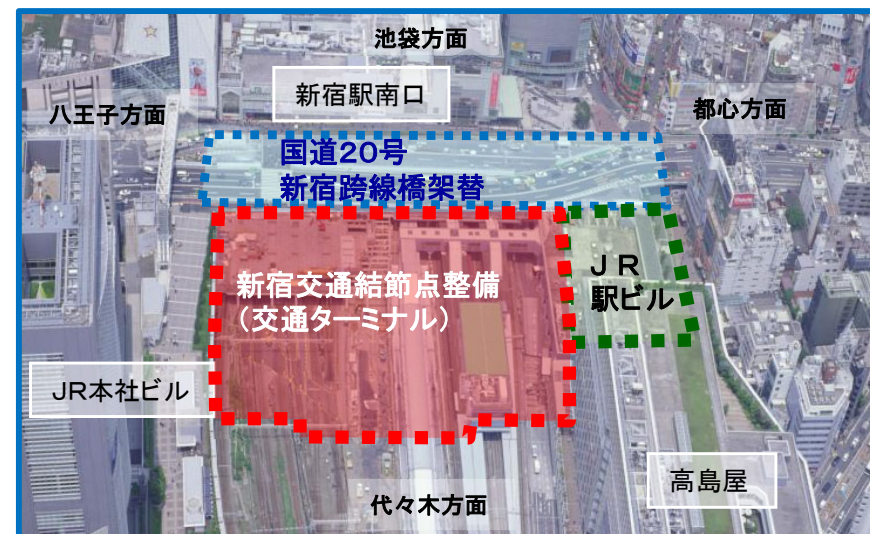 池袋方面
新宿駅南口
八王子方面
都心方面
国道20号
新宿跨線橋架替
新宿交通結節点整備
（交通ターミナル）
ＪＲ
駅ビル
JR本社ビル
高島屋
代々木方面